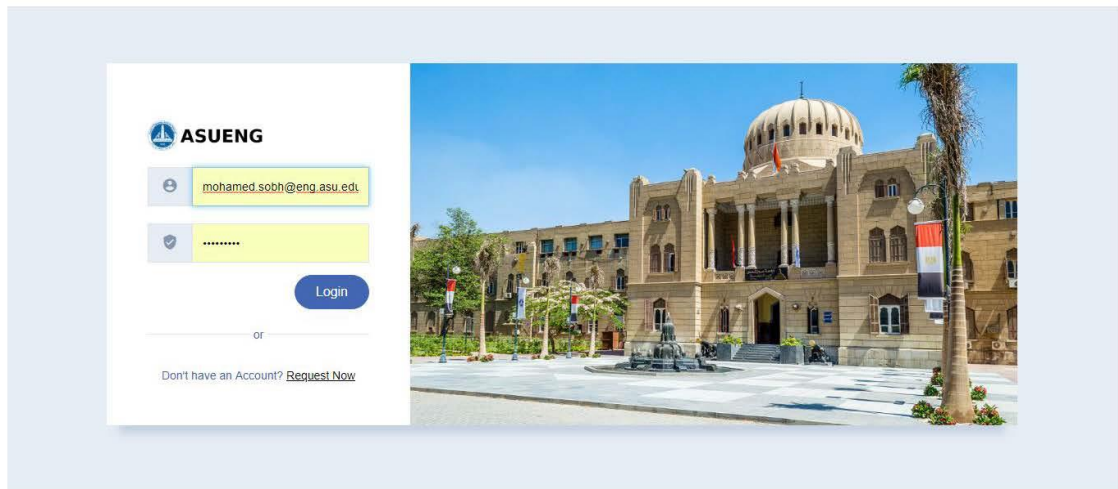 ASUENG
mohamed.sobh@eng.asu.edu
•••••••••
Login
or
Don't have an Account? Request Now